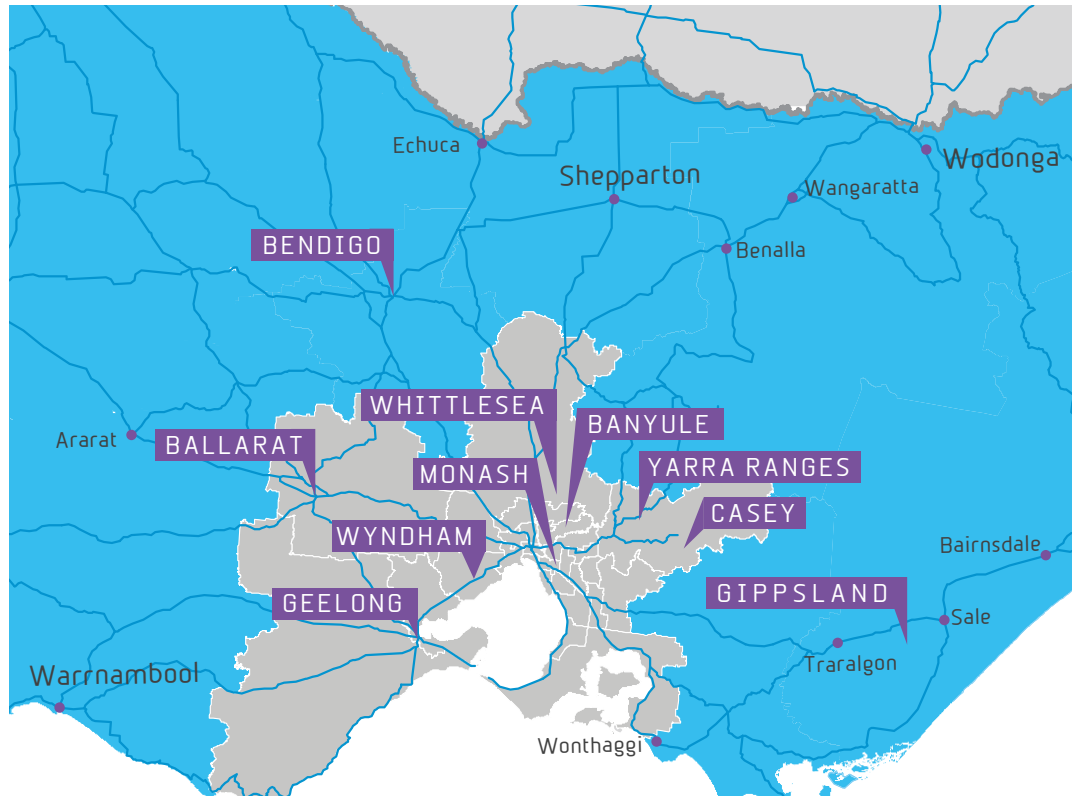 Echuca
Wodonga
Shepparton
Wangaratta
BENDIGO
Benalla
WHITTLESEA
BANYULE
Ararat
BALLARAT
MONASH
YARRA RANGES
CASEY
WYNDHAM
Bairnsdale
GEELONG
GIPPSLAND
Sale
Traralgon
Warrnambool
Wonthaggi